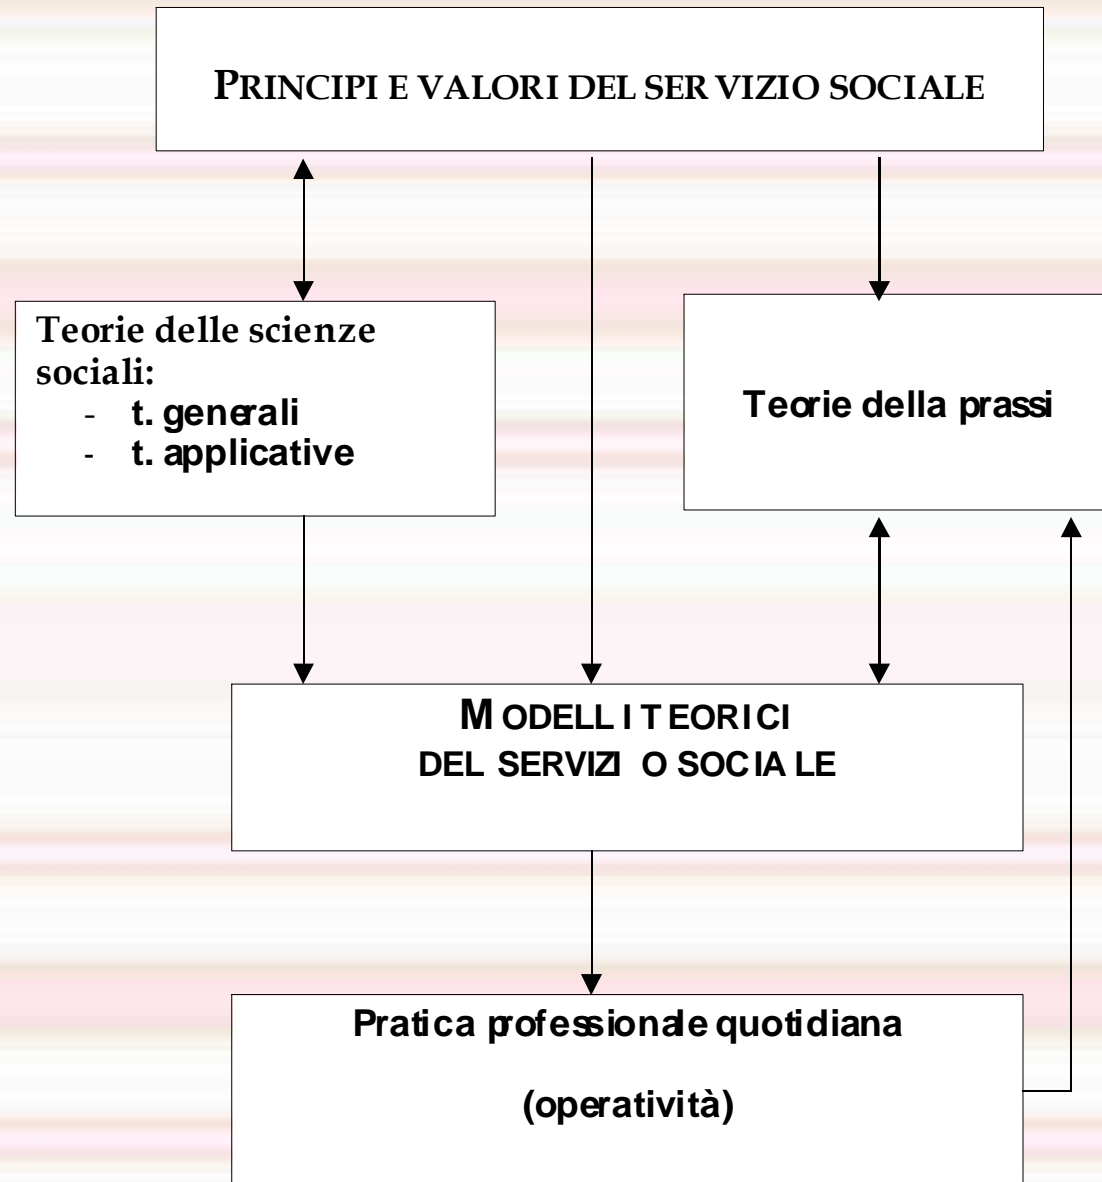 PRINCIPI E VALORI DEL SERVIZIO SOCIALE
Teorie delle scienze
sociali:
- t. generali
- t. applicative
Teorie della prassi
MODELLI TEORICI
DEL SERVIZIO SOCIALE
Pratica professionale quotidiana
(operatività)